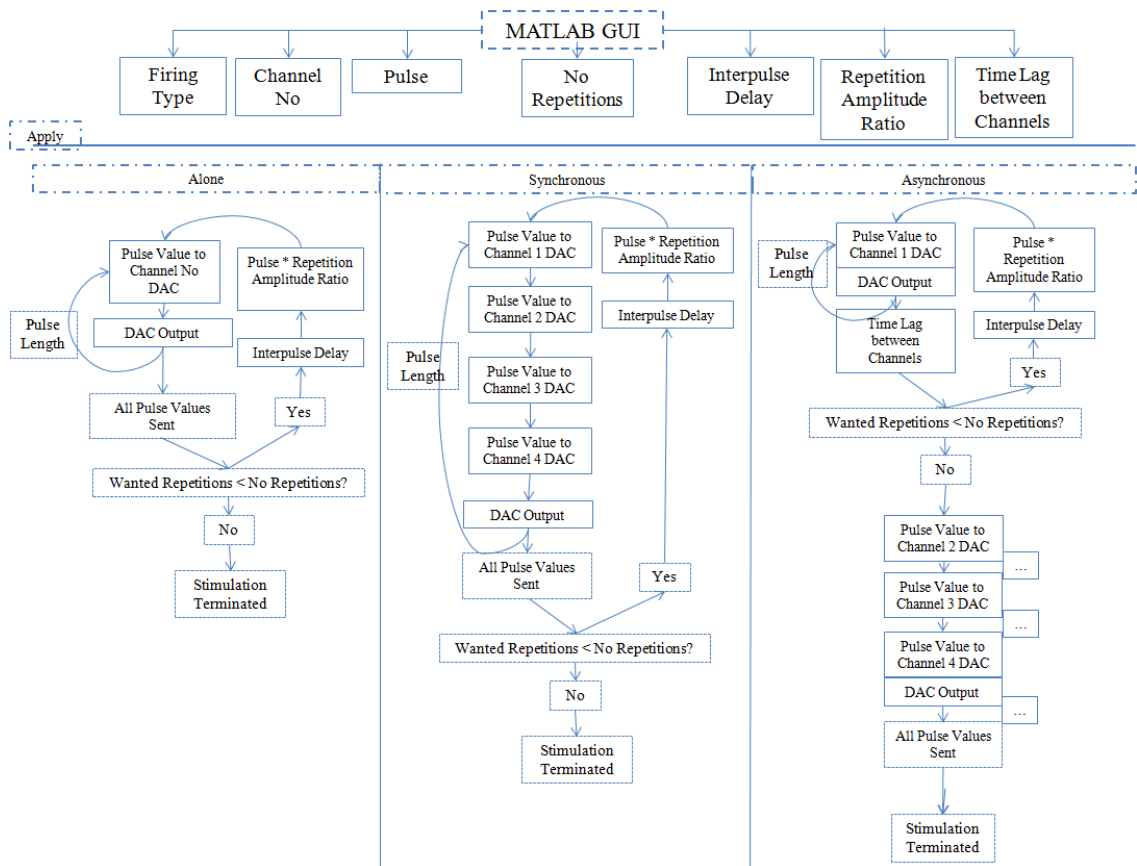 MATLAB GUI
Firing
Type
Channel
No
Pulse
No
Repetitions
Interpulse
Delay
Repetition
Amplitude
Ratio
Time Lag
between
Channels
Apply
Alone
Pulse Value to
Channel No
DAC
Pulse * Repetition
Amplitude Ratio
Pulse
Length
DAC Output
Interpulse Delay
All Pulse Values
Sent
Yes
Wanted Repetitions < No Repetitions?
No
Stimulation
Terminated
Synchronous
Pulse Value to
Channel 1 DAC
Pulse * Repetition
Amplitude Ratio
Pulse Value to
Channel 2 DAC
Interpulse Delay
Pulse
Length
Pulse Value to
Channel 3 DAC
Pulse Value to
Channel 4 DAC
DAC Output
All Pulse Values
Sent
Yes
Wanted Repetitions < No Repetitions?
No
Stimulation
Terminated
Asynchronous
Pulse
Length
Pulse Value to
Channel 1 DAC
DAC Output
Pulse *
Repetition
Amplitude Ratio
Time Lag
between
Channels
Interpulse Delay
Yes
Wanted Repetitions < No Repetitions?
No
Pulse Value to
Channel 2 DAC
...
Pulse Value to
Channel 3 DAC
...
Pulse Value to
Channel 4 DAC
DAC Output
...
All Pulse Values
Sent
Stimulation
Terminated